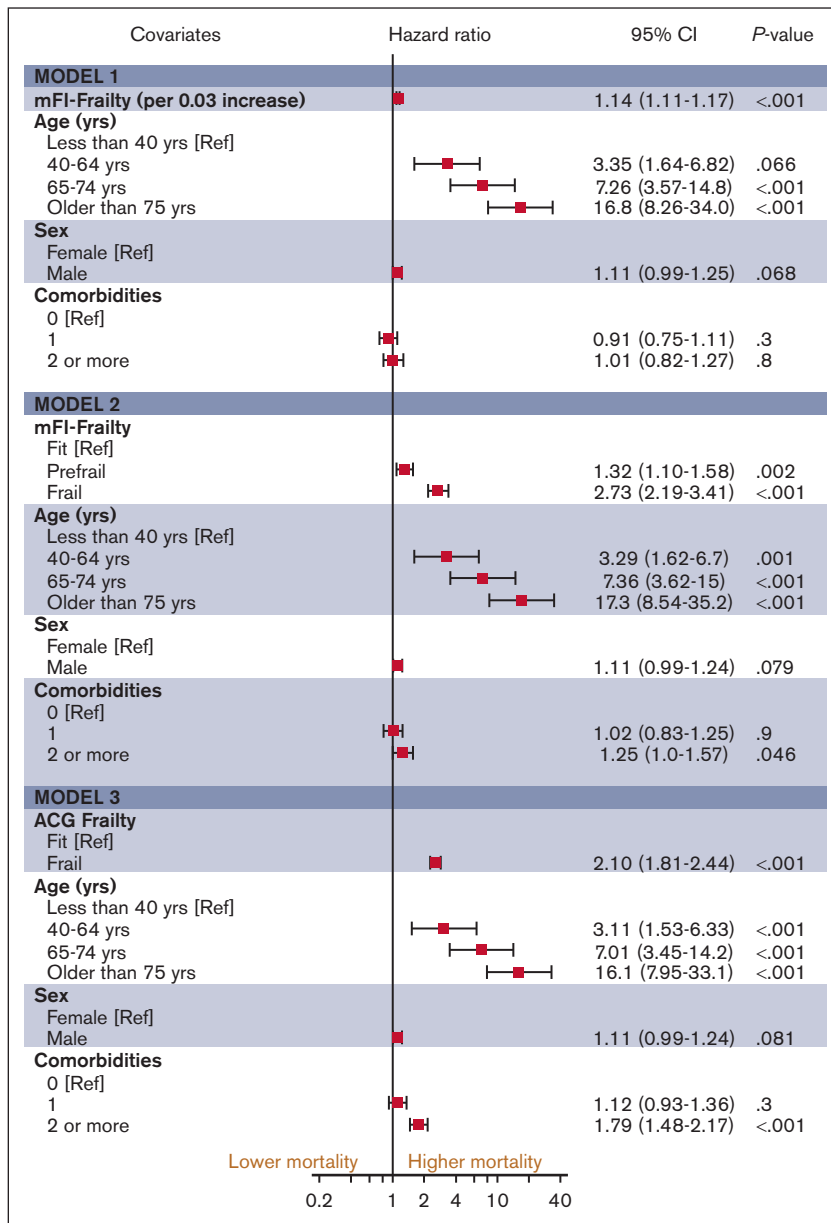 Covariates Hazard ratio 95% CI P-value
MODEL 1
mFI-Frailty (per 0.03 increase) 1.14 (1.11-1.17) <.001
Age (yrs)
Less than 40 yrs [Ref]
40-64 yrs 3.35 (1.64-6.82) .066
65-74 yrs 7.26 (3.57-14.8) <.001
Older than 75 yrs 16.8 (8.26-34.0) <.001
Sex
Female [Ref]
Male 1.11 (0.99-1.25) .068
Comorbidities
0 [Ref]
1 0.91 (0.75-1.11) .3
2 or more 1.01 (0.82-1.27) .8
MODEL 2
mFI-Frailty
Fit [Ref]
Prefrail 1.32 (1.10-1.58) .002
Frail 2.73 (2.19-3.41) <.001
Age (yrs)
Less than 40 yrs [Ref]
40-64 yrs 3.29 (1.62-6.7) .001
65-74 yrs 7.36 (3.62-15) <.001
Older than 75 yrs 17.3 (8.54-35.2) <.001
Sex
Female [Ref]
Male 1.11 (0.99-1.24) .079
Comorbidities
0 [Ref]
1 1.02 (0.83-1.25) .9
2 or more 1.25 (1.0-1.57) .046
MODEL 3
ACG Frailty
Fit [Ref]
Frail 2.10 (1.81-2.44) <.001
Age (yrs)
Less than 40 yrs [Ref]
40-64 yrs 3.11 (1.53-6.33) <.001
65-74 yrs 7.01 (3.45-14.2) <.001
Older than 75 yrs 16.1 (7.95-33.1) <.001
Sex
Female [Ref]
Male 1.11 (0.99-1.24) .081
Comorbidities
0 [Ref]
1 1.12 (0.93-1.36) .3
2 or more 1.79 (1.48-2.17) <.001
Lower mortality Higher mortality
0.2 1 2 4 10 40